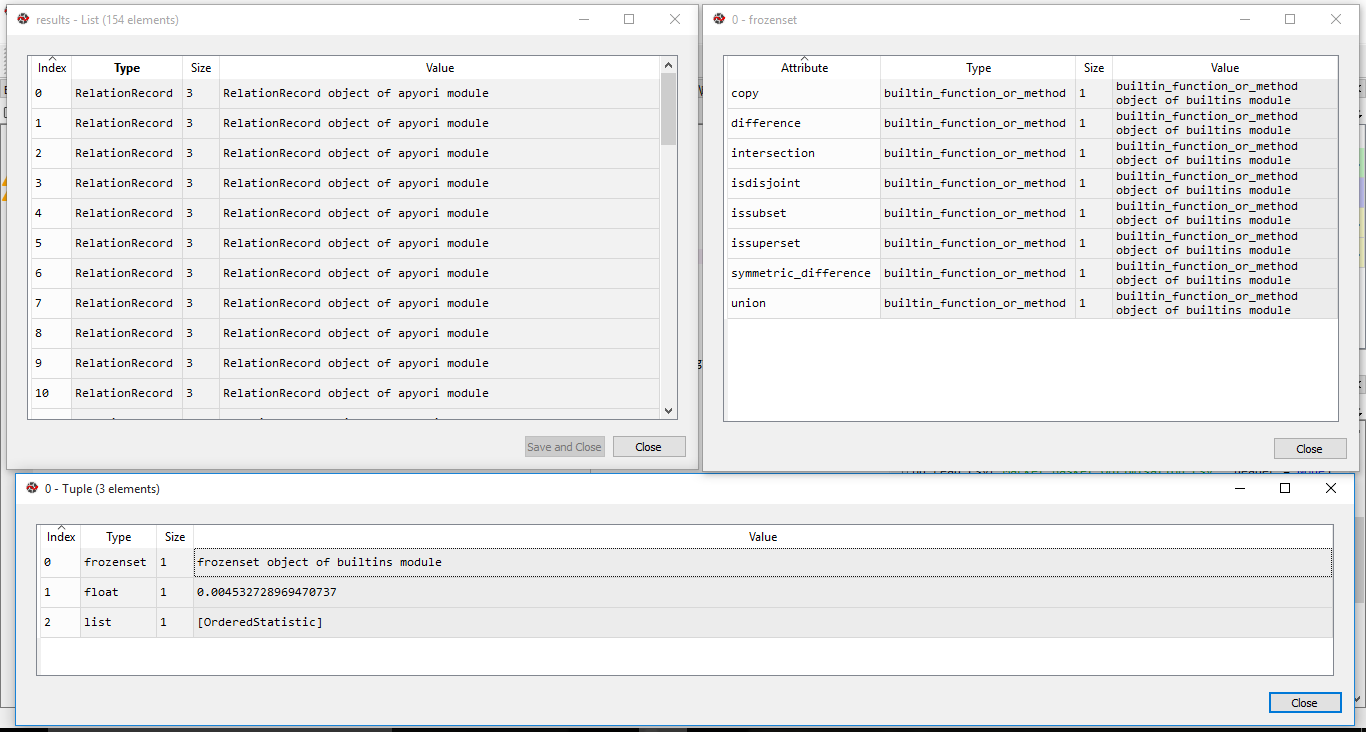 results - List (154 elements)
Index Type Size Value
0 RelationRecord 3 RelationRecord object of apyori module
1 RelationRecord 3 RelationRecord object of apyori module
2 RelationRecord 3 RelationRecord object of apyori module
3 RelationRecord 3 RelationRecord object of apyori module
4 RelationRecord 3 RelationRecord object of apyori module
5 RelationRecord 3 RelationRecord object of apyori module
6 RelationRecord 3 RelationRecord object of apyori module
7 RelationRecord 3 RelationRecord object of apyori module
8 RelationRecord 3 RelationRecord object of apyori module
9 RelationRecord 3 RelationRecord object of apyori module
10 RelationRecord 3 RelationRecord object of apyori module
Save and Close Close
0 - frozenset
Attribute Type Size Value
copy builtin_function_or_method 1 builtin_function_or_method
object of builtins module
difference builtin_function_or_method 1 builtin_function_or_method
object of builtins module
intersection builtin_function_or_method 1 builtin_function_or_method
object of builtins module
isdisjoint builtin_function_or_method 1 builtin_function_or_method
object of builtins module
issubset builtin_function_or_method 1 builtin_function_or_method
object of builtins module
issuperset builtin_function_or_method 1 builtin_function_or_method
object of builtins module
symmetric_difference builtin_function_or_method 1 builtin_function_or_method
object of builtins module
union builtin_function_or_method 1 builtin_function_or_method
object of builtins module
Close
0 - Tuple (3 elements)
Index Type Size Value
0 frozenset 1 frozenset object of builtins module
1 float 1 0.004532728969470737
2 list 1 [OrderedStatistic]
Close